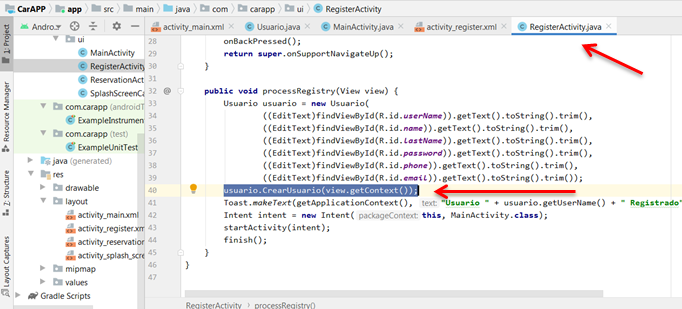 CarAPP app src main java com carapp ui RegisterActivity
Andro..
activity_main.xml Usuario.java MainActivity.java activity_register.xml RegisterActivity.java
1: Project
Resource Manager
Z: Structure
Layout Captures
ui
MainActivity
RegisterActivity
ReservationAc
SplashScreenCa
com.carapp (androidT
ExampleInstrumen
com.carapp (test)
ExampleUnitTest
java (generated)
res
drawable
layout
activity_main.xml
activity_register.xml
activity_reservation
activity_splash_scre
mipmap
values
Gradle Scripts
28 onBackPressed();
29 return super.onSupportNavigateUp();
30 }
31
32 @ public void processRegistry(View view) {
33 Usuario usuario = new Usuario(
34 ((EditText)findViewById(R.id.userName)).getText().toString().trim(),
35 ((EditText)findViewById(R.id.name)).getText().toString().trim(),
36 ((EditText)findViewById(R.id.LastName)).getText().toString().trim(),
37 ((EditText)findViewById(R.id.password)).getText().toString().trim(),
38 ((EditText)findViewById(R.id.phone)).getText().toString().trim(),
39 ((EditText)findViewById(R.id.email)).getText().toString().trim());
40 usuario.CrearUsuario(view.getContext());
41 Toast.makeText(getApplicationContext(), text: "Usuario " + usuario.getUserName() + " Registrado"
42 Intent intent = new Intent( packageContext: this, MainActivity.class);
43 startActivity(intent);
44 finish();
45 }
46 }
47
RegisterActivity processRegistry()